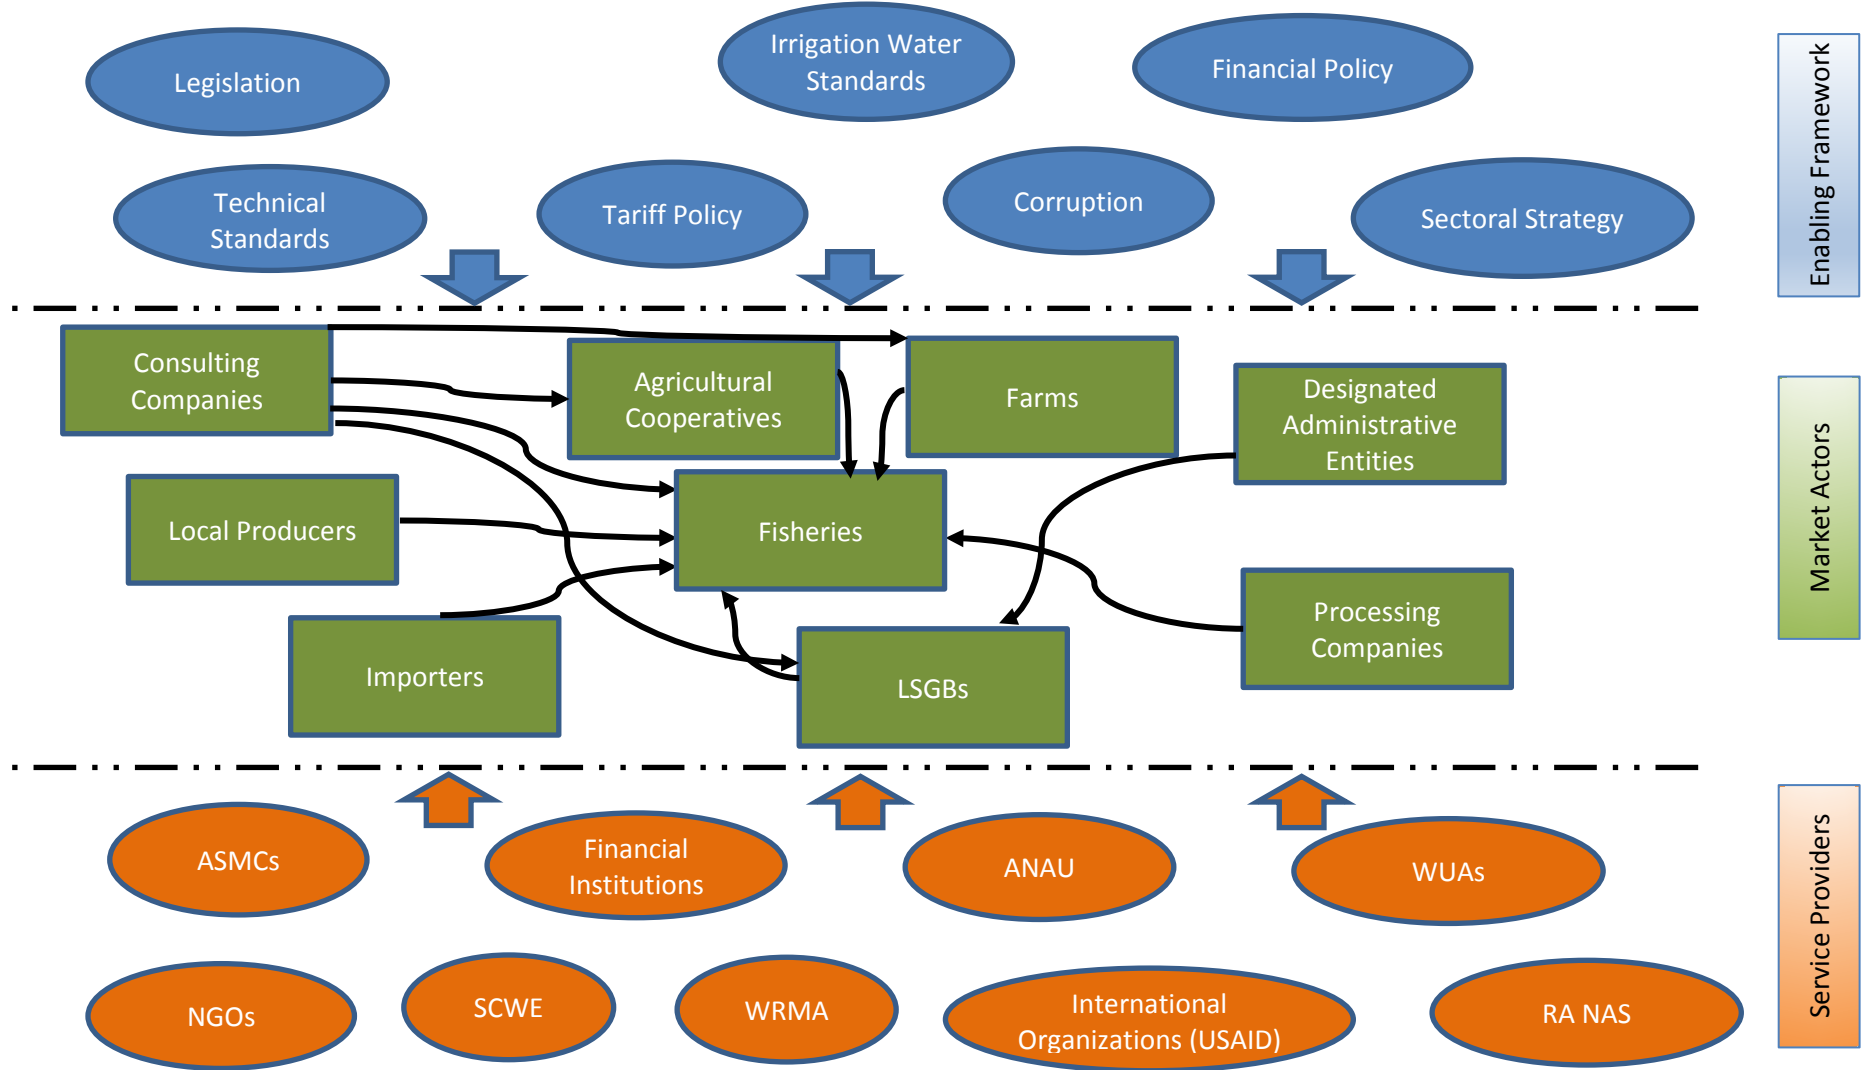 Legislation
Irrigation Water
Standards
Financial Policy
Technical
Standards
Tariff Policy
Corruption
Sectoral Strategy
Enabling Framework
Consulting
Companies
Agricultural
Cooperatives
Farms
Designated
Administrative
Entities
Local Producers
Fisheries
Importers
LSGBs
Processing
Companies
Market Actors
ASMCs
Financial
Institutions
ANAU
WUAs
NGOs
SCWE
WRMA
International
Organizations (USAID)
RA NAS
Service Providers